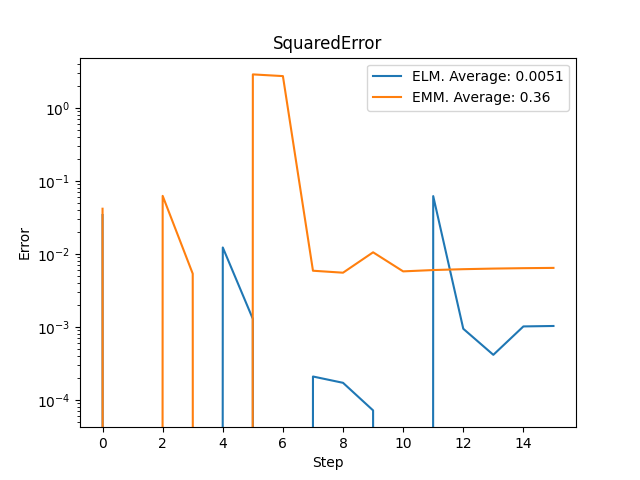 SquaredError
ELM. Average: 0.0051
EMM. Average: 0.36
10⁰
10⁻¹
10⁻²
10⁻³
10⁻⁴
Error
0 2 4 6 8 10 12 14
Step